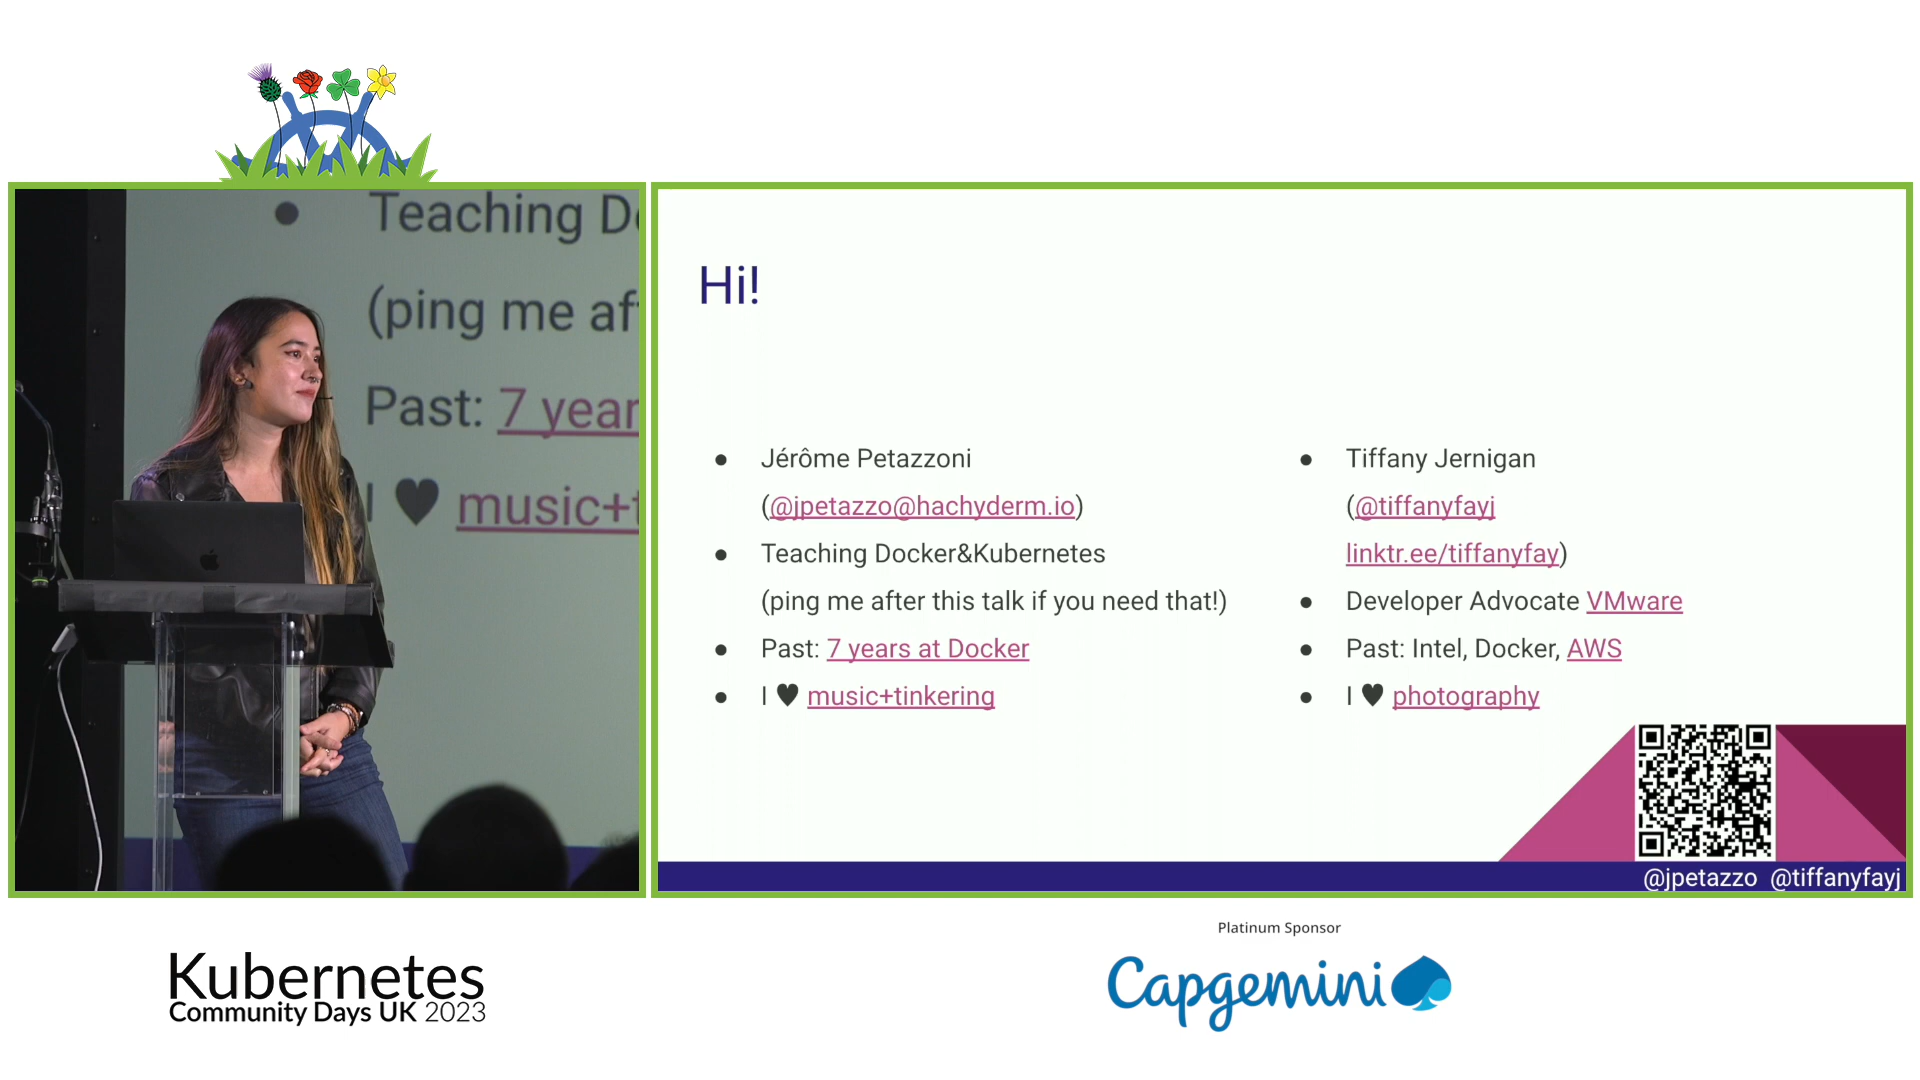 Teaching D
(ping me af
Past: 7 year
I ♥ music+t
Hi!
● Jérôme Petazzoni
(@jpetazzo@hachyderm.io)
● Teaching Docker&Kubernetes
(ping me after this talk if you need that!)
● Past: 7 years at Docker
● I ♥ music+tinkering
● Tiffany Jernigan
(@tiffanyfayj
linktr.ee/tiffanyfay)
● Developer Advocate VMware
● Past: Intel, Docker, AWS
● I ♥ photography
@jpetazzo @tiffanyfayj
Kubernetes
Community Days UK 2023
Platinum Sponsor
Capgemini